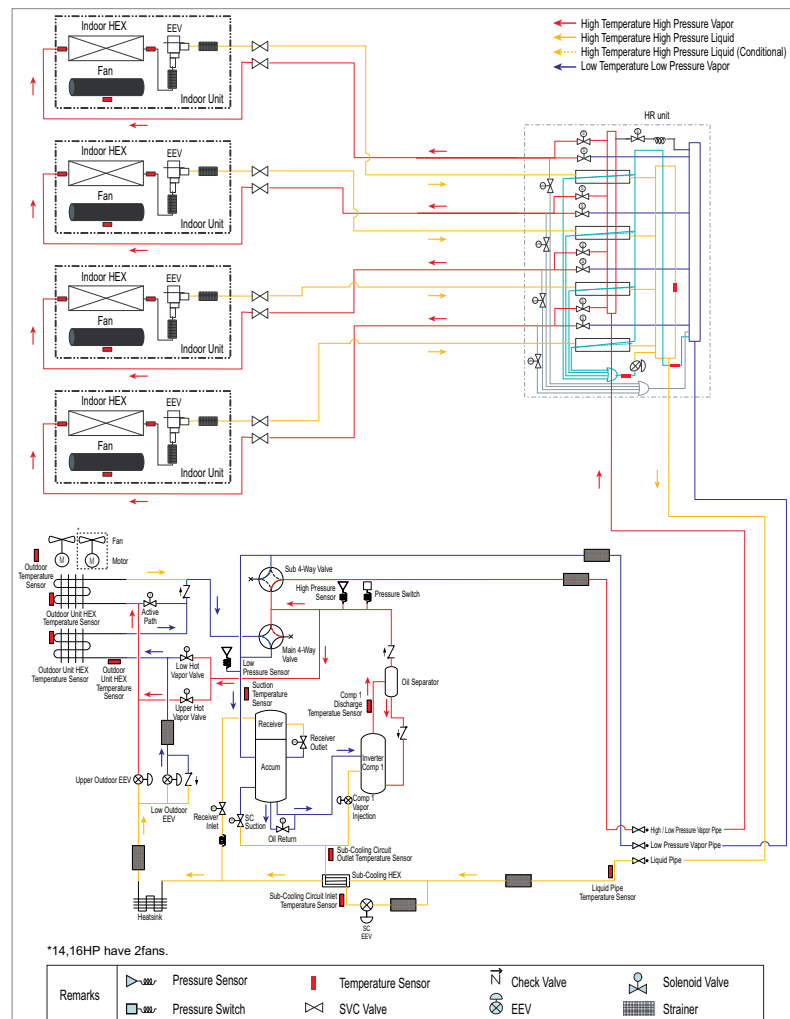 High Temperature High Pressure Vapor
High Temperature High Pressure Liquid
High Temperature High Pressure Liquid (Conditional)
Low Temperature Low Pressure Vapor
Indoor HEX
EEV
Fan
Indoor Unit
HR unit
Indoor HEX
EEV
Fan
Indoor Unit
Indoor HEX
EEV
Fan
Indoor Unit
Indoor HEX
EEV
Fan
Indoor Unit
Fan
M
M
Motor
Outdoor
Temperature
Sensor
Sub 4-Way Valve
High Pressure
Sensor
Pressure Switch
Outdoor Unit HEX
Temperature Sensor
Active
Path
Main 4-Way
Valve
Outdoor Unit HEX
Temperature Sensor
Outdoor
Unit HEX
Temperature
Sensor
Low Hot
Vapor Valve
Low
Pressure Sensor
Upper Hot
Vapor Valve
Suction
Temperature
Sensor
Oil Separator
Comp 1
Discharge
Temperatue Sensor
Receiver
Receiver
Outlet
Accum
Inverter
Comp 1
Upper Outdoor EEV
Low Outdoor
EEV
Receiver
Inlet
SC
Suction
Oil Return
Comp 1
Vapor
Injection
High / Low Pressure Vapor Pipe
Low Pressure Vapor Pipe
Liquid Pipe
Sub-Cooling Circuit
Outlet Temperature Sensor
Sub-Cooling HEX
Liquid Pipe
Temperature Sensor
Sub-Cooling Circuit Inlet
Temperature Sensor
Heatsink
SC
EEV
*14,16HP have 2fans.
Remarks
Pressure Sensor
Temperature Sensor
Check Valve
Solenoid Valve
Pressure Switch
SVC Valve
EEV
Strainer